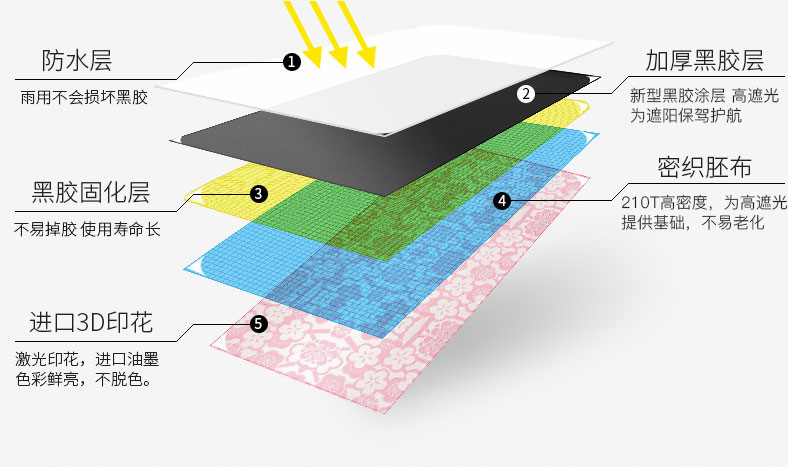 防水层
雨用不会损坏黑胶
1
加厚黑胶层
新型黑胶涂层 高遮光
为遮阳保驾护航
2
黑胶固化层
不易掉胶 使用寿命长
3
密织胚布
210T高密度，为高遮光
提供基础，不易老化
4
进口3D印花
激光印花，进口油墨
色彩鲜亮，不脱色。
5